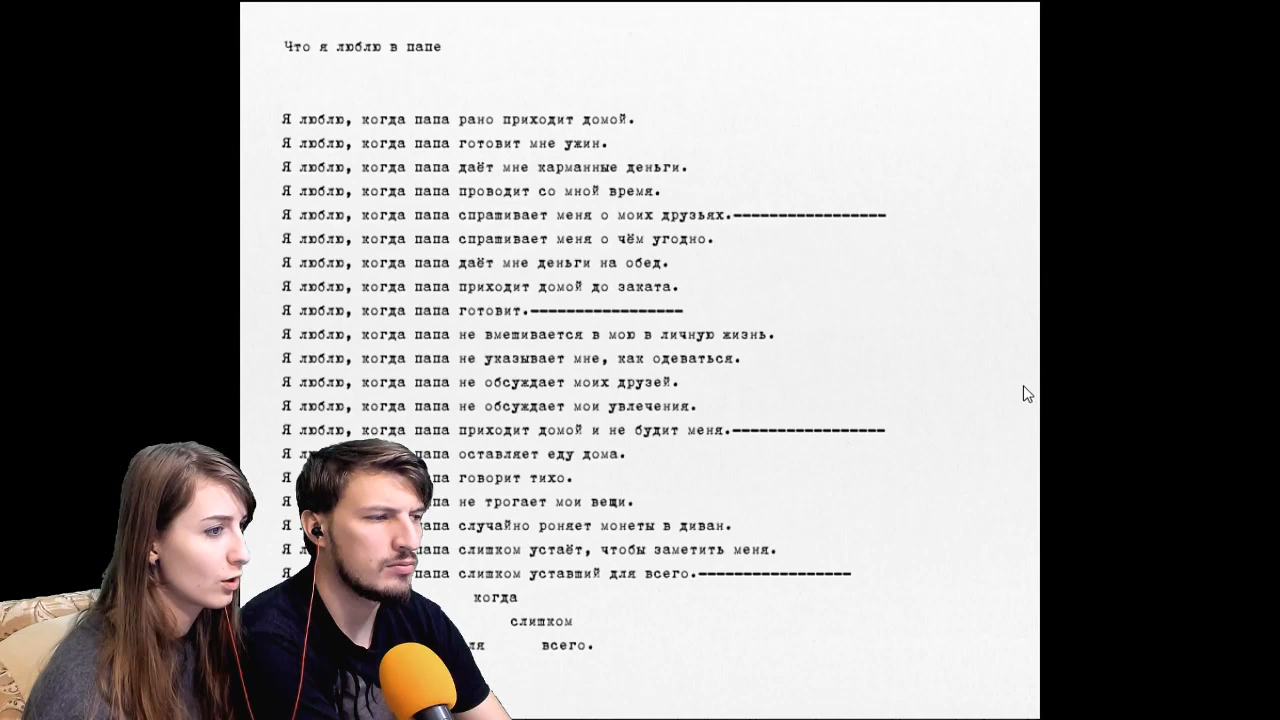 Что я люблю в папе
Я люблю, когда папа рано приходит домой.
Я люблю, когда папа готовит мне ужин.
Я люблю, когда папа даёт мне карманные деньги.
Я люблю, когда папа проводит со мной время.
Я люблю, когда папа спрашивает меня о моих друзьях.-----------------
Я люблю, когда папа спрашивает меня о чём угодно.
Я люблю, когда папа даёт мне деньги на обед.
Я люблю, когда папа приходит домой до заката.
Я люблю, когда папа готовит.-----------------
Я люблю, когда папа не вмешивается в мою в личную жизнь.
Я люблю, когда папа не указывает мне, как одеваться.
Я люблю, когда папа не обсуждает моих друзей.
Я люблю, когда папа не обсуждает мои увлечения.
Я люблю, когда папа приходит домой и не будит меня.-----------------
Я оставляет еду дома.
Я говорит тихо.
Я не трогает мои вещи.
Я случайно роняет монеты в диван.
Я слишком устаёт, чтобы заметить меня.
Я папа слишком уставший для всего.-----------------
когда
слишком
всего.